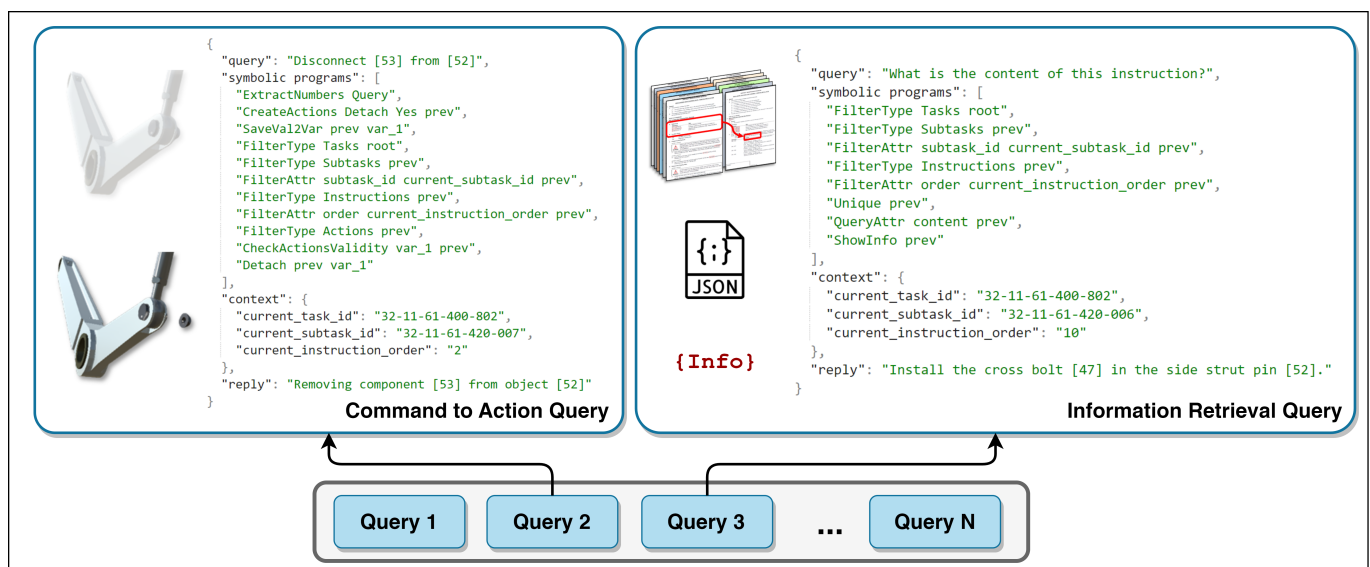 {
"query": "Disconnect [53] from [52]",
"symbolic programs": [
"ExtractNumbers Query",
"CreateActions Detach Yes prev",
"SaveVal2Var prev var_1",
"FilterType Tasks root",
"FilterType Subtasks prev",
"FilterAttr subtask_id current_subtask_id prev",
"FilterType Instructions prev",
"FilterAttr order current_instruction_order prev",
"FilterType Actions prev",
"CheckActionsValidity var_1 prev",
"Detach prev var_1"
],
"context": {
"current_task_id": "32-11-61-400-802",
"current_subtask_id": "32-11-61-420-007",
"current_instruction_order": "2"
},
"reply": "Removing component [53] from object [52]"
}
Command to Action Query
{
"query": "What is the content of this instruction?",
"symbolic programs": [
"FilterType Tasks root",
"FilterType Subtasks prev",
"FilterAttr subtask_id current_subtask_id prev",
"FilterType Instructions prev",
"FilterAttr order current_instruction_order prev",
"Unique prev",
"QueryAttr content prev",
"ShowInfo prev"
],
"context": {
"current_task_id": "32-11-61-400-802",
"current_subtask_id": "32-11-61-420-006",
"current_instruction_order": "10"
},
"reply": "Install the cross bolt [47] in the side strut pin [52]."
}
{;}
JSON
{Info}
Information Retrieval Query
Query 1
Query 2
Query 3
...
Query N